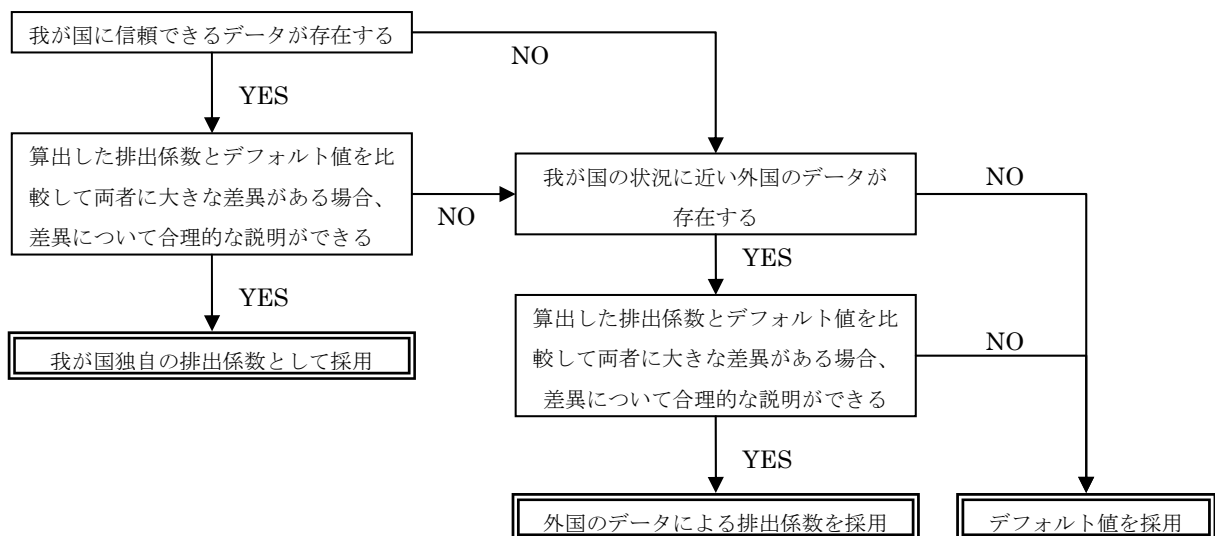 我が国に信頼できるデータが存在する
NO
YES
算出した排出係数とデフォルト値を比
較して両者に大きな差異がある場合、
差異について合理的な説明ができる
NO
我が国の状況に近い外国のデータが
存在する
NO
YES
YES
算出した排出係数とデフォルト値を比
較して両者に大きな差異がある場合、
差異について合理的な説明ができる
NO
我が国独自の排出係数として採用
YES
外国のデータによる排出係数を採用
デフォルト値を採用